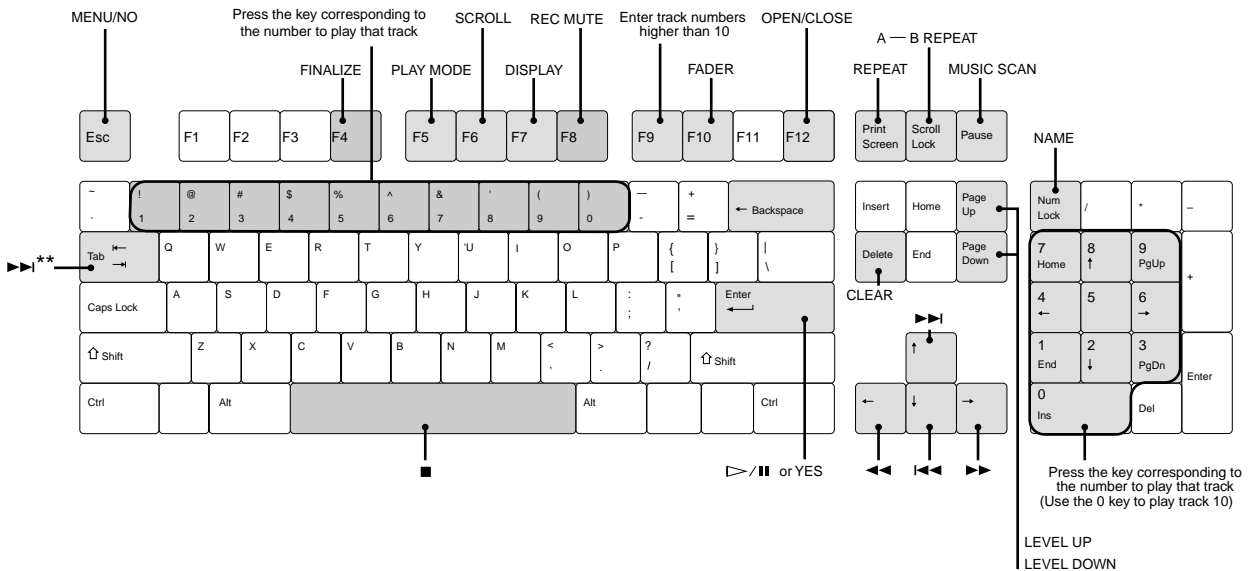 MENU/NO
Press the key corresponding to
the number to play that track
SCROLL
REC MUTE
Enter track numbers
higher than 10
OPEN/CLOSE
A — B REPEAT
FINALIZE
PLAY MODE
DISPLAY
FADER
REPEAT
MUSIC SCAN
Esc
F1
F2
F3
F4
F5
F6
F7
F8
F9
F10
F11
F12
Print
Screen
Scroll
Lock
Pause
NAME
~ `
! 1
@ 2
# 3
$ 4
% 5
^ 6
& 7
' 8
( 9
) 0
— -
+ =
← Backspace
Insert
Home
Page
Up
Num
Lock
/
*
–
▶▶I**
Tab ⇤ ⇥
Q
W
E
R
T
Y
'U
I
O
P
{ [
} ]
| \
Delete
End
Page
Down
7
Home
8
↑
9
PgUp
+
CLEAR
Caps Lock
A
S
D
F
G
H
J
K
L
: ;
" '
Enter
▶▶I
4
←
5
6
→
⇧ Shift
Z
X
C
V
B
N
M
< ,
> .
? /
⇧ Shift
↑
1
End
2
↓
3
PgDn
Enter
Ctrl
Alt
Alt
Ctrl
←
↓
→
0
Ins
Del
■
▷/II or YES
◀◀
I◀◀
▶▶
Press the key corresponding to
the number to play that track
(Use the 0 key to play track 10)
LEVEL UP
LEVEL DOWN